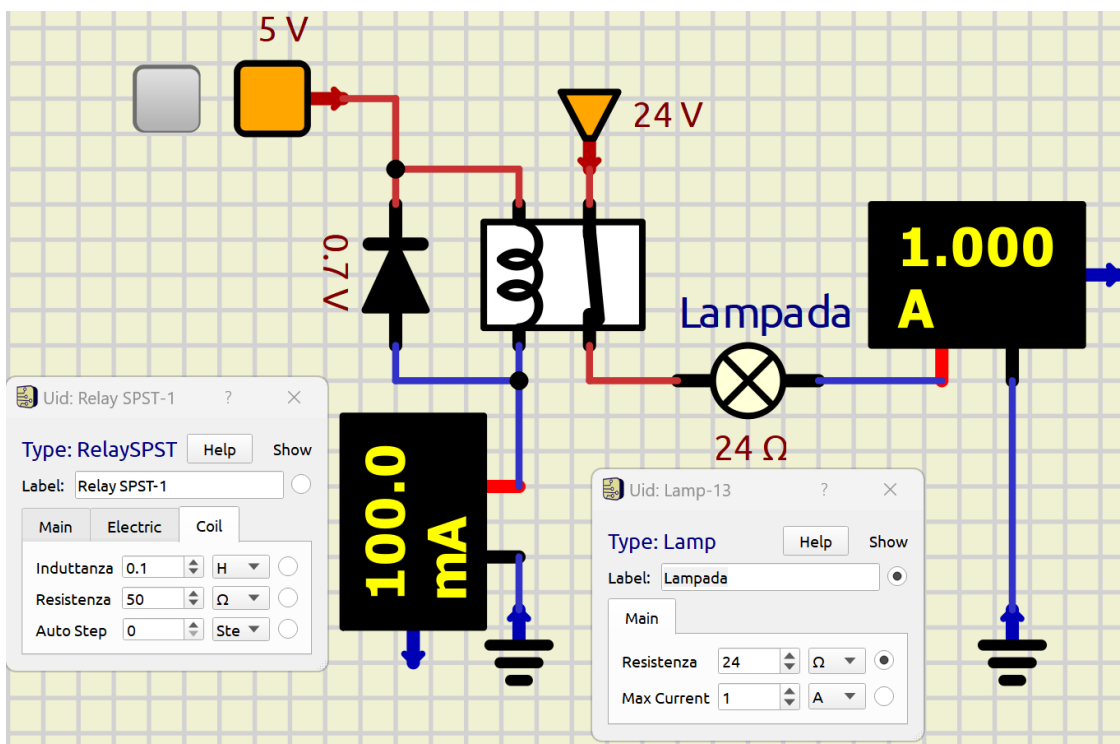 5 V
24 V
0.7 V
1.000
A
Lampada
24 Ω
100.0
mA
Uid: Relay SPST-1 ?
Type: RelaySPST Help Show
Label: Relay SPST-1
Main Electric Coil
Induttanza 0.1 H
Resistenza 50 Ω
Auto Step 0 Ste
Uid: Lamp-13 ?
Type: Lamp Help Show
Label: Lampada
Main
Resistenza 24 Ω
Max Current 1 A